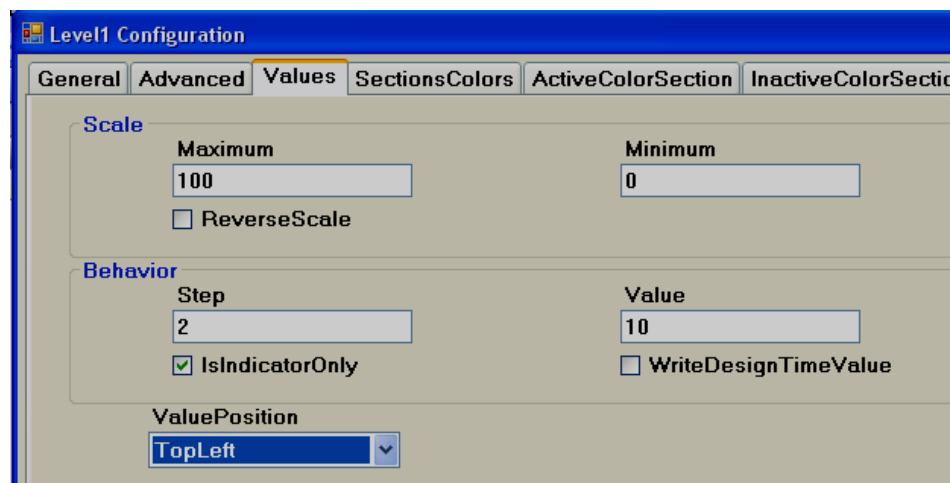 Level1 Configuration
General Advanced Values SectionsColors ActiveColorSection InactiveColorSectio
Scale
Maximum Minimum
100 0
ReverseScale
Behavior
Step Value
2 10
IsIndicatorOnly WriteDesignTimeValue
ValuePosition
TopLeft